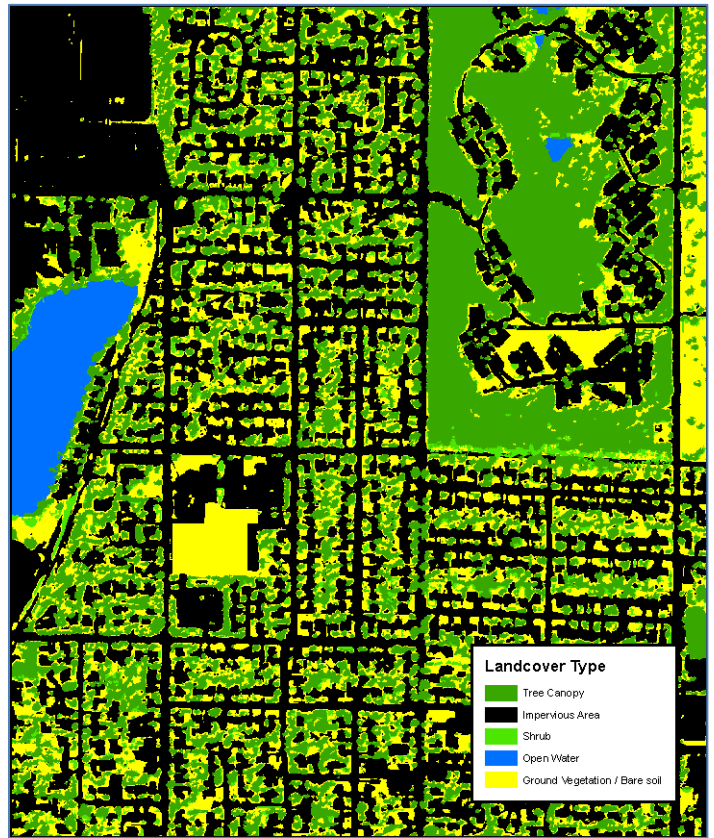 Landcover Type
Tree Canopy
Impervious Area
Shrub
Open Water
Ground Vegetation / Bare soil